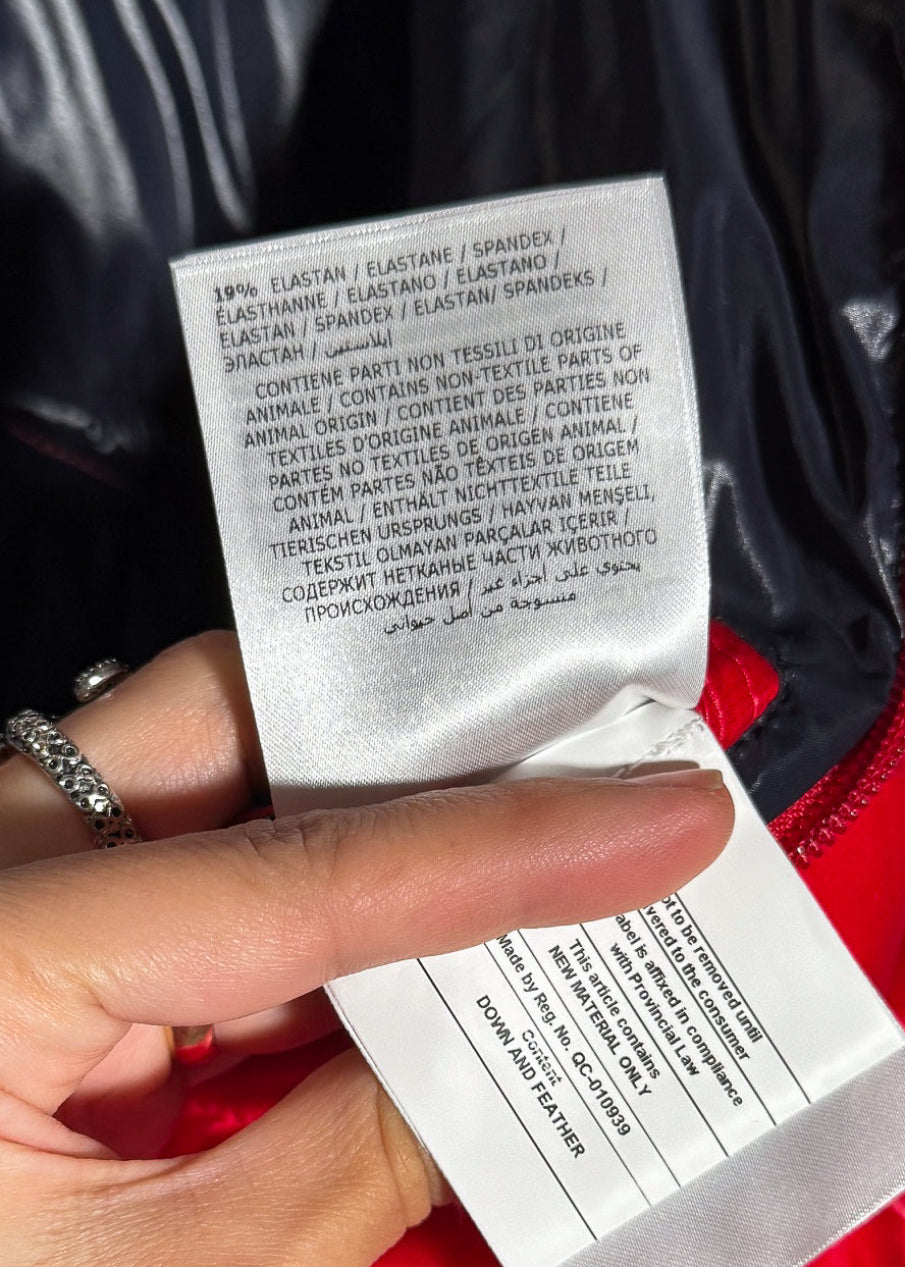 19% ELASTAN / ELASTANE / SPANDEX /
ÉLASTHANNE / ELASTANO / ELASTANO /
ELASTAN / SPANDEX / ELASTAN/ SPANDEKS /
ЭЛАСТАН / إيلاستين
CONTIENE PARTI NON TESSILI DI ORIGINE
ANIMALE / CONTAINS NON-TEXTILE PARTS OF
ANIMAL ORIGIN / CONTIENT DES PARTIES NON
TEXTILES D'ORIGINE ANIMALE / CONTIENE
PARTES NO TEXTILES DE ORIGEN ANIMAL /
CONTÉM PARTES NÃO TÊXTEIS DE ORIGEM
ANIMAL / ENTHÄLT NICHTTEXTILE TEILE
TIERISCHEN URSPRUNGS / HAYVAN MENSELI,
TEKSTIL OLMAYAN PARÇALAR IÇERIR /
СОДЕРЖИТ НЕТКАНЫЕ ЧАСТИ ЖИВОТНОГО
ПРОИСХОЖДЕНИЯ / يحتوي على أجزاء غير
منسوجة من أصل حيواني
to be removed until
to the consumer
is affixed in compliance
with Provincial Law
This article contains
NEW MATERIAL ONLY
Made by Reg. No. QC-010939
Content
DOWN AND FEATHER